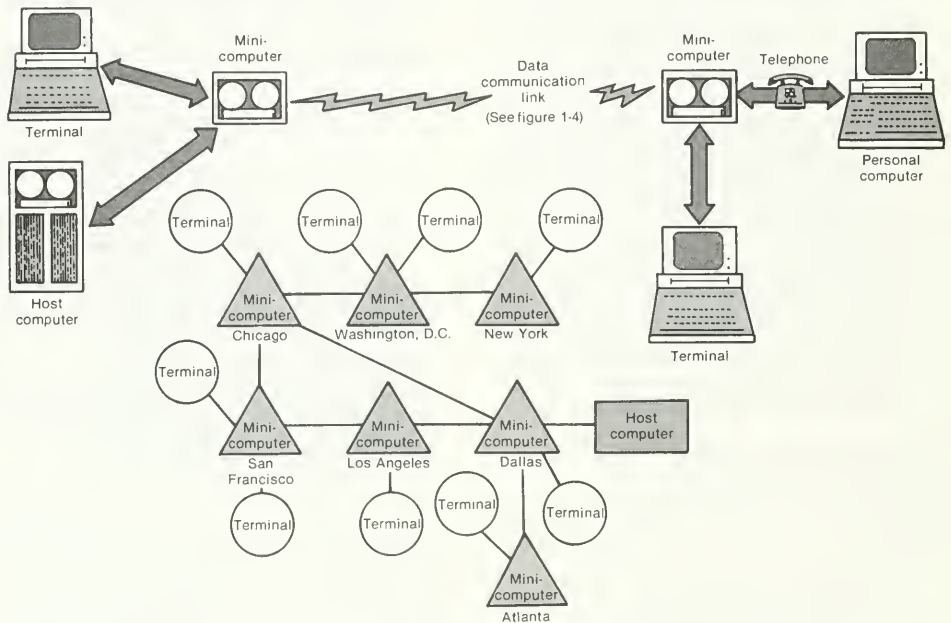 Terminal
Mini-
computer
Data
communication
link
(See figure 1-4)
Mini-
computer
Telephone
Personal
computer
Host
computer
Terminal
Terminal
Terminal
Terminal
Terminal
Mini-
computer
Chicago
Mini-
computer
Washington, D.C.
Mini-
computer
New York
Terminal
Mini-
computer
San
Francisco
Mini-
computer
Los Angeles
Mini-
computer
Dallas
Host
computer
Terminal
Terminal
Terminal
Terminal
Mini-
computer
Atlanta